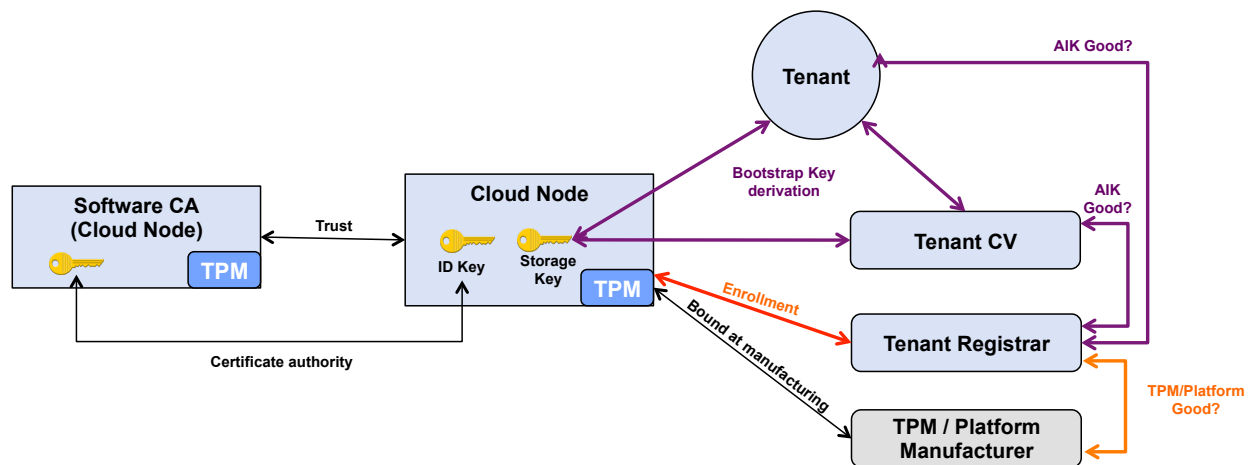 AIK Good?
Tenant
Bootstrap Key
derivation
Cloud Node
Software CA
(Cloud Node)
AIK
Good?
Trust
Tenant CV
ID Key
Storage
Key
TPM
TPM
Enrollment
Bound at manufacturing
Tenant Registrar
Certificate authority
TPM/Platform
Good?
TPM / Platform
Manufacturer